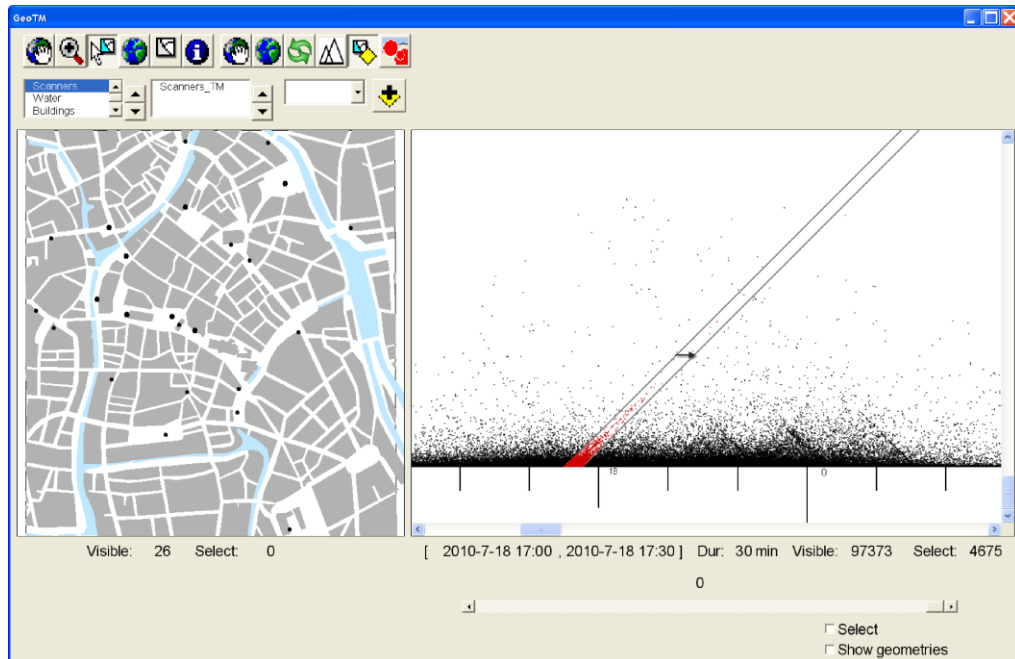 GeoTM
Scanners
Water
Buildings
Scanners_TM
18
0
Visible: 26 Select: 0
[ 2010-7-18 17:00 , 2010-7-18 17:30 ] Dur: 30 min Visible: 97373 Select: 4675
0
Select
Show geometries